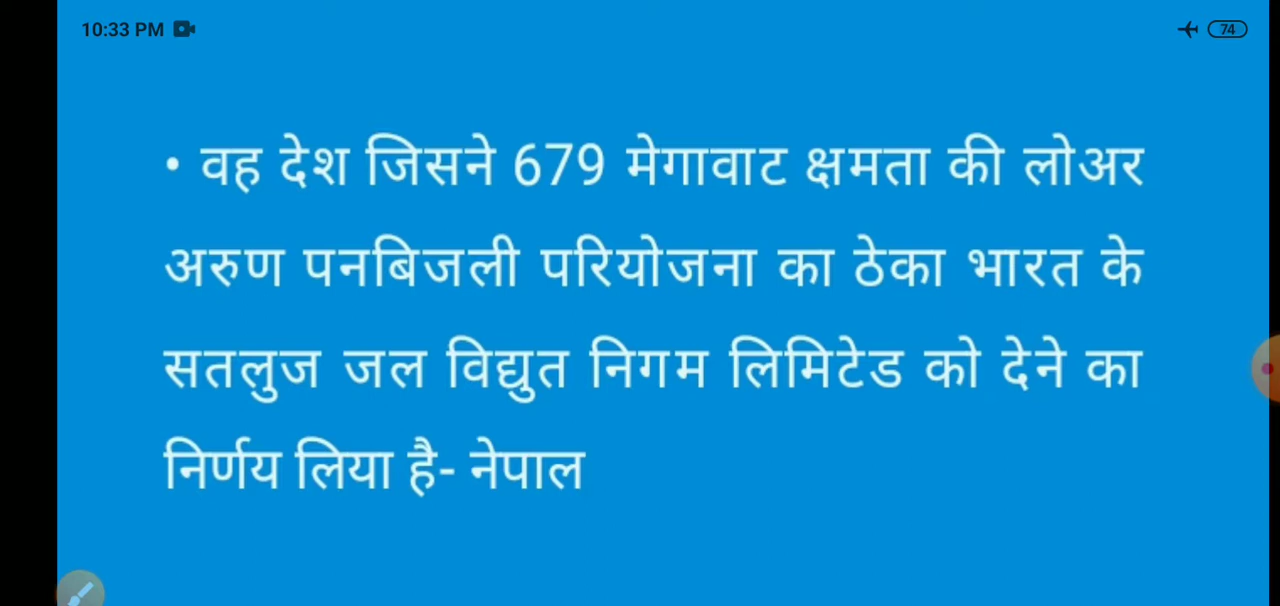 10:33 PM
74
• वह देश जिसने 679 मेगावाट क्षमता की लोअर
अरुण पनबिजली परियोजना का ठेका भारत के
सतलुज जल विद्युत निगम लिमिटेड को देने का
निर्णय लिया है- नेपाल